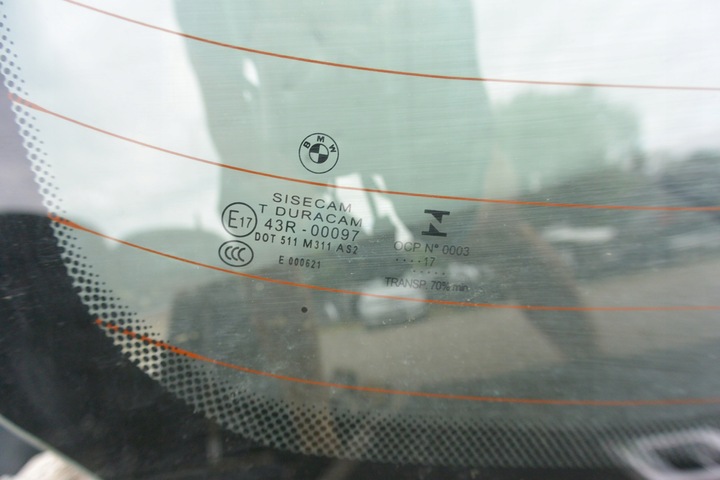 BMW
SISECAM
T DURACAM
E17 43R - 00097
DOT 511 M311 AS2
CCC
E 000621
N
OCP N° 0003
.... 17
......
TRANSP. 70% min